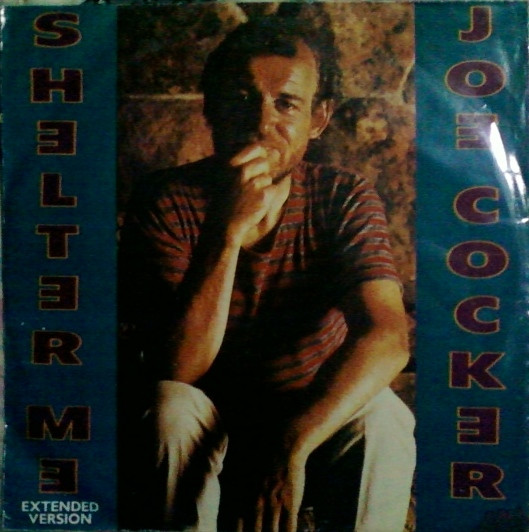 SHELTER ME
EXTENDED
VERSION
JOE COCKER